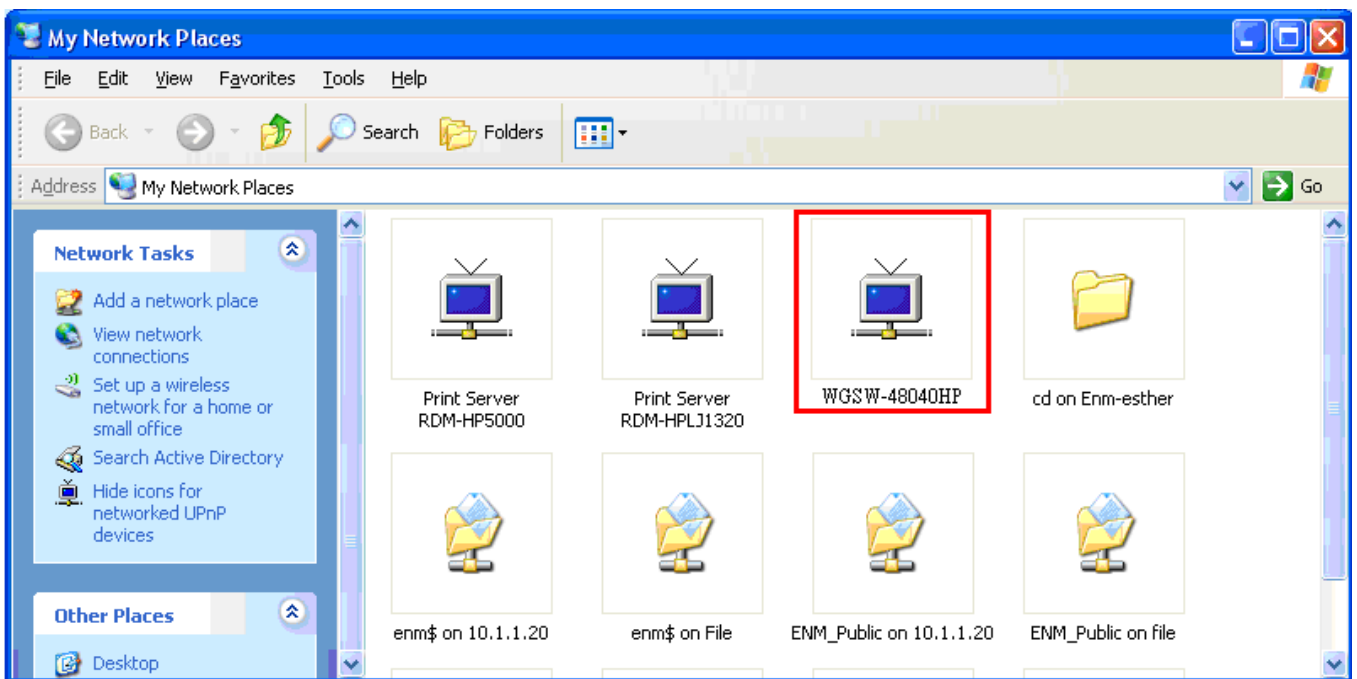 My Network Places
File Edit View Favorites Tools Help
Back Search Folders
Address My Network Places Go
Network Tasks
Add a network place
View network
connections
Set up a wireless
network for a home or
small office
Search Active Directory
Hide icons for
networked UPnP
devices
Other Places
Desktop
Print Server
RDM-HP5000
Print Server
RDM-HPLJ1320
WGSW-48040HP
cd on Enm-esther
enm$ on 10.1.1.20
enm$ on File
ENM_Public on 10.1.1.20
ENM_Public on file